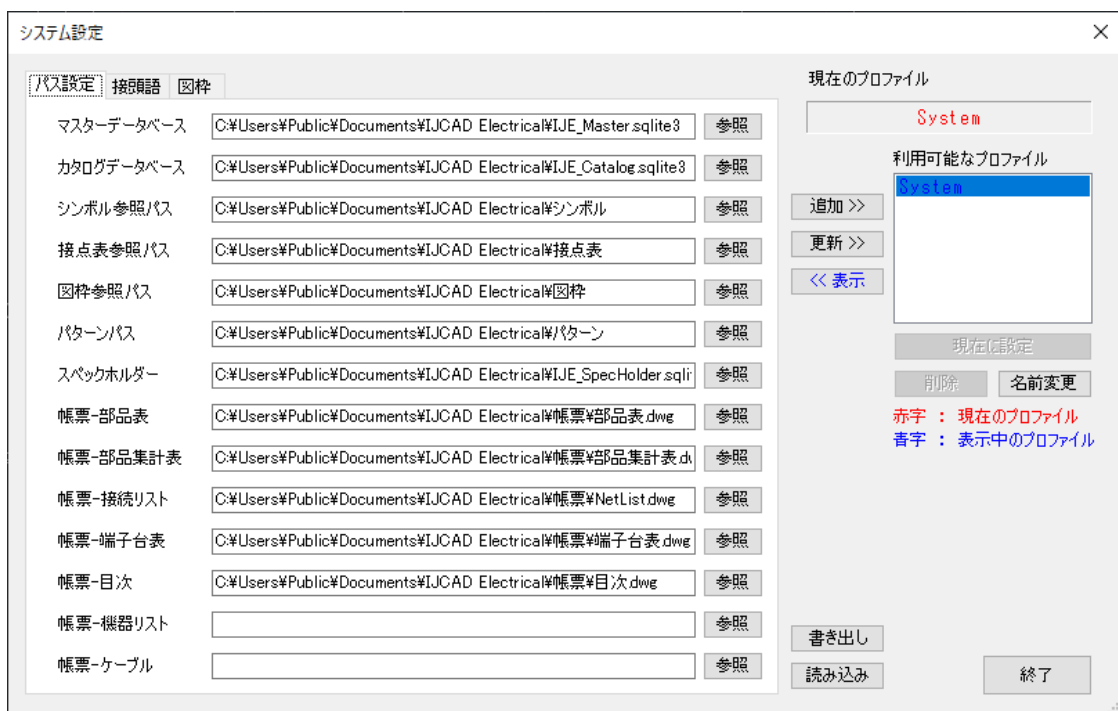 システム設定
パス設定 接頭語 図枠
マスターデータベース C:¥Users¥Public¥Documents¥IJCAD Electrical¥IJE_Master.sqlite3 参照
カタログデータベース C:¥Users¥Public¥Documents¥IJCAD Electrical¥IJE_Catalog.sqlite3 参照
シンボル参照パス C:¥Users¥Public¥Documents¥IJCAD Electrical¥シンボル 参照
接点表参照パス C:¥Users¥Public¥Documents¥IJCAD Electrical¥接点表 参照
図枠参照パス C:¥Users¥Public¥Documents¥IJCAD Electrical¥図枠 参照
パターンパス C:¥Users¥Public¥Documents¥IJCAD Electrical¥パターン 参照
スペックホルダー C:¥Users¥Public¥Documents¥IJCAD Electrical¥IJE_SpecHolder.sqli 参照
帳票-部品表 C:¥Users¥Public¥Documents¥IJCAD Electrical¥帳票¥部品表.dwg 参照
帳票-部品集計表 C:¥Users¥Public¥Documents¥IJCAD Electrical¥帳票¥部品集計表.d 参照
帳票-接続リスト C:¥Users¥Public¥Documents¥IJCAD Electrical¥帳票¥NetList.dwg 参照
帳票-端子台表 C:¥Users¥Public¥Documents¥IJCAD Electrical¥帳票¥端子台表.dwg 参照
帳票-目次 C:¥Users¥Public¥Documents¥IJCAD Electrical¥帳票¥目次.dwg 参照
帳票-機器リスト 参照
帳票-ケーブル 参照
現在のプロファイル
System
利用可能なプロファイル
System
追加 >>
更新 >>
<< 表示
現在に設定
削除 名前変更
赤字 : 現在のプロファイル
青字 : 表示中のプロファイル
書き出し
読み込み
終了